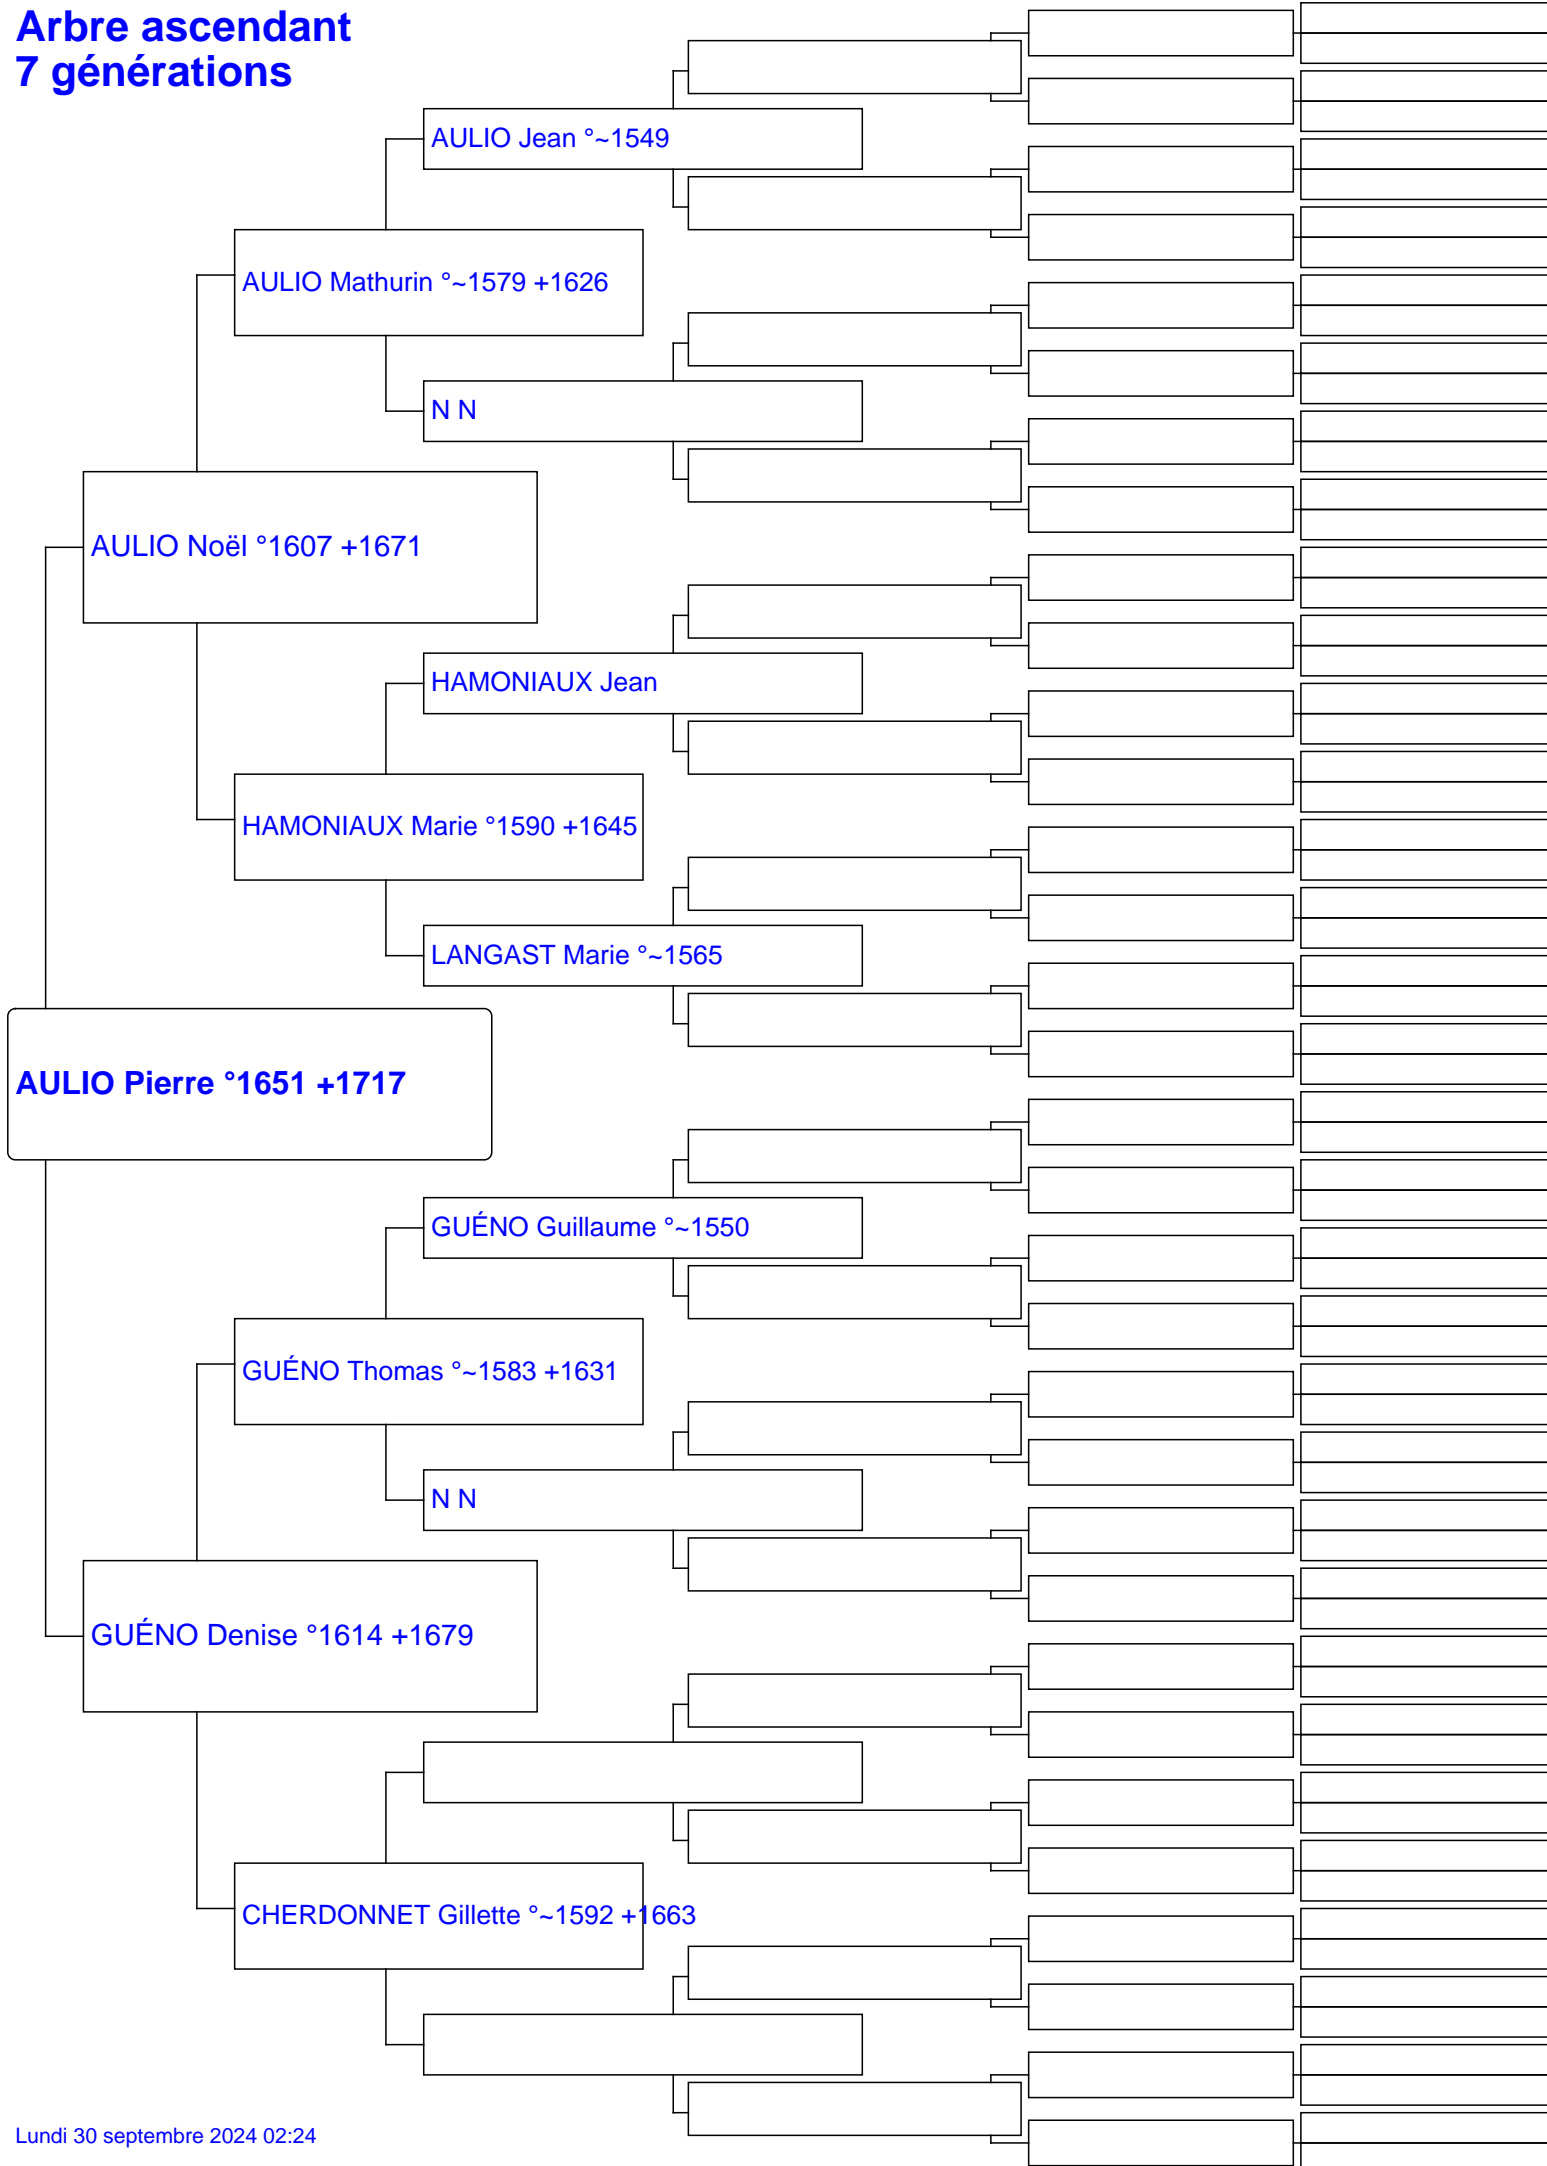 Arbre ascendant
7 générations
AULIO Jean °~1549
AULIO Mathurin °~1579 +1626
N N
AULIO Noël °1607 +1671
HAMONIAUX Jean
HAMONIAUX Marie °1590 +1645
LANGAST Marie °~1565
AULIO Pierre °1651 +1717
GUÉNO Guillaume °~1550
GUÉNO Thomas °~1583 +1631
N N
GUÉNO Denise °1614 +1679
CHERDONNET Gillette °~1592 +1663
Lundi 30 septembre 2024 02:24